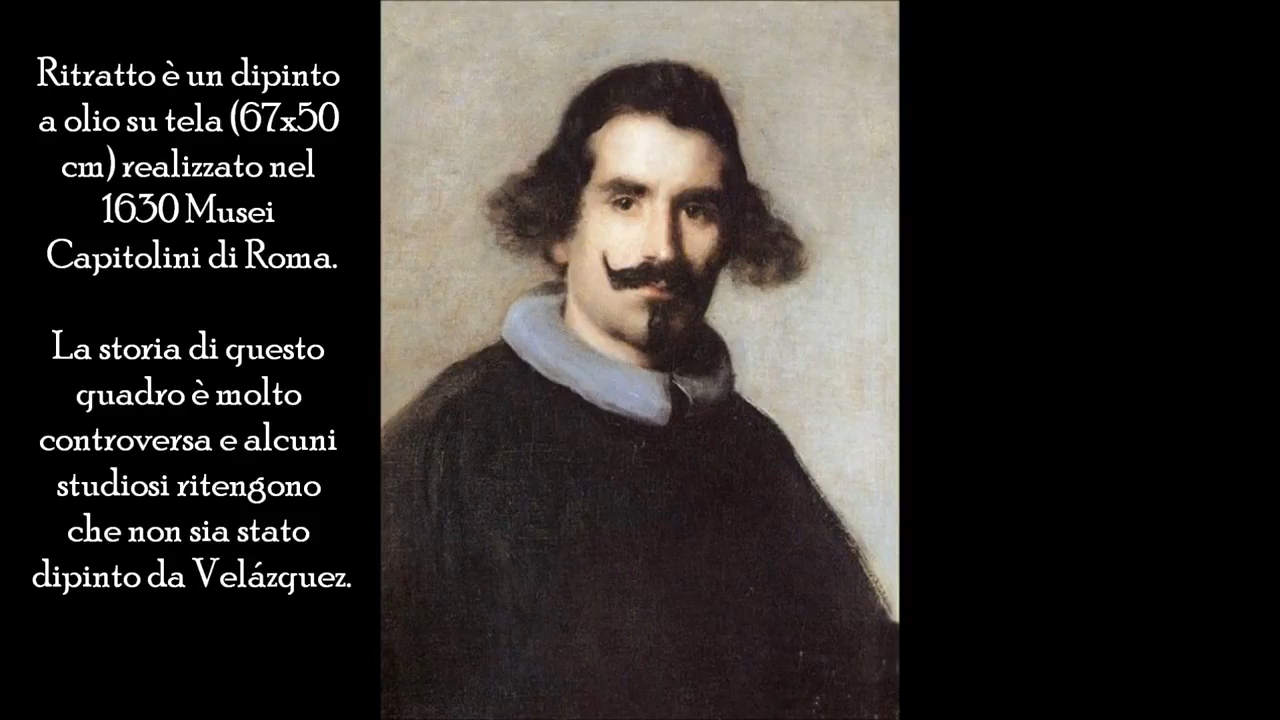 Ritratto è un dipinto
a olio su tela (67x50
cm) realizzato nel
1630 Musei
Capitolini di Roma.
La storia di questo
quadro è molto
controversa e alcuni
studiosi ritengono
che non sia stato
dipinto da Velázquez.